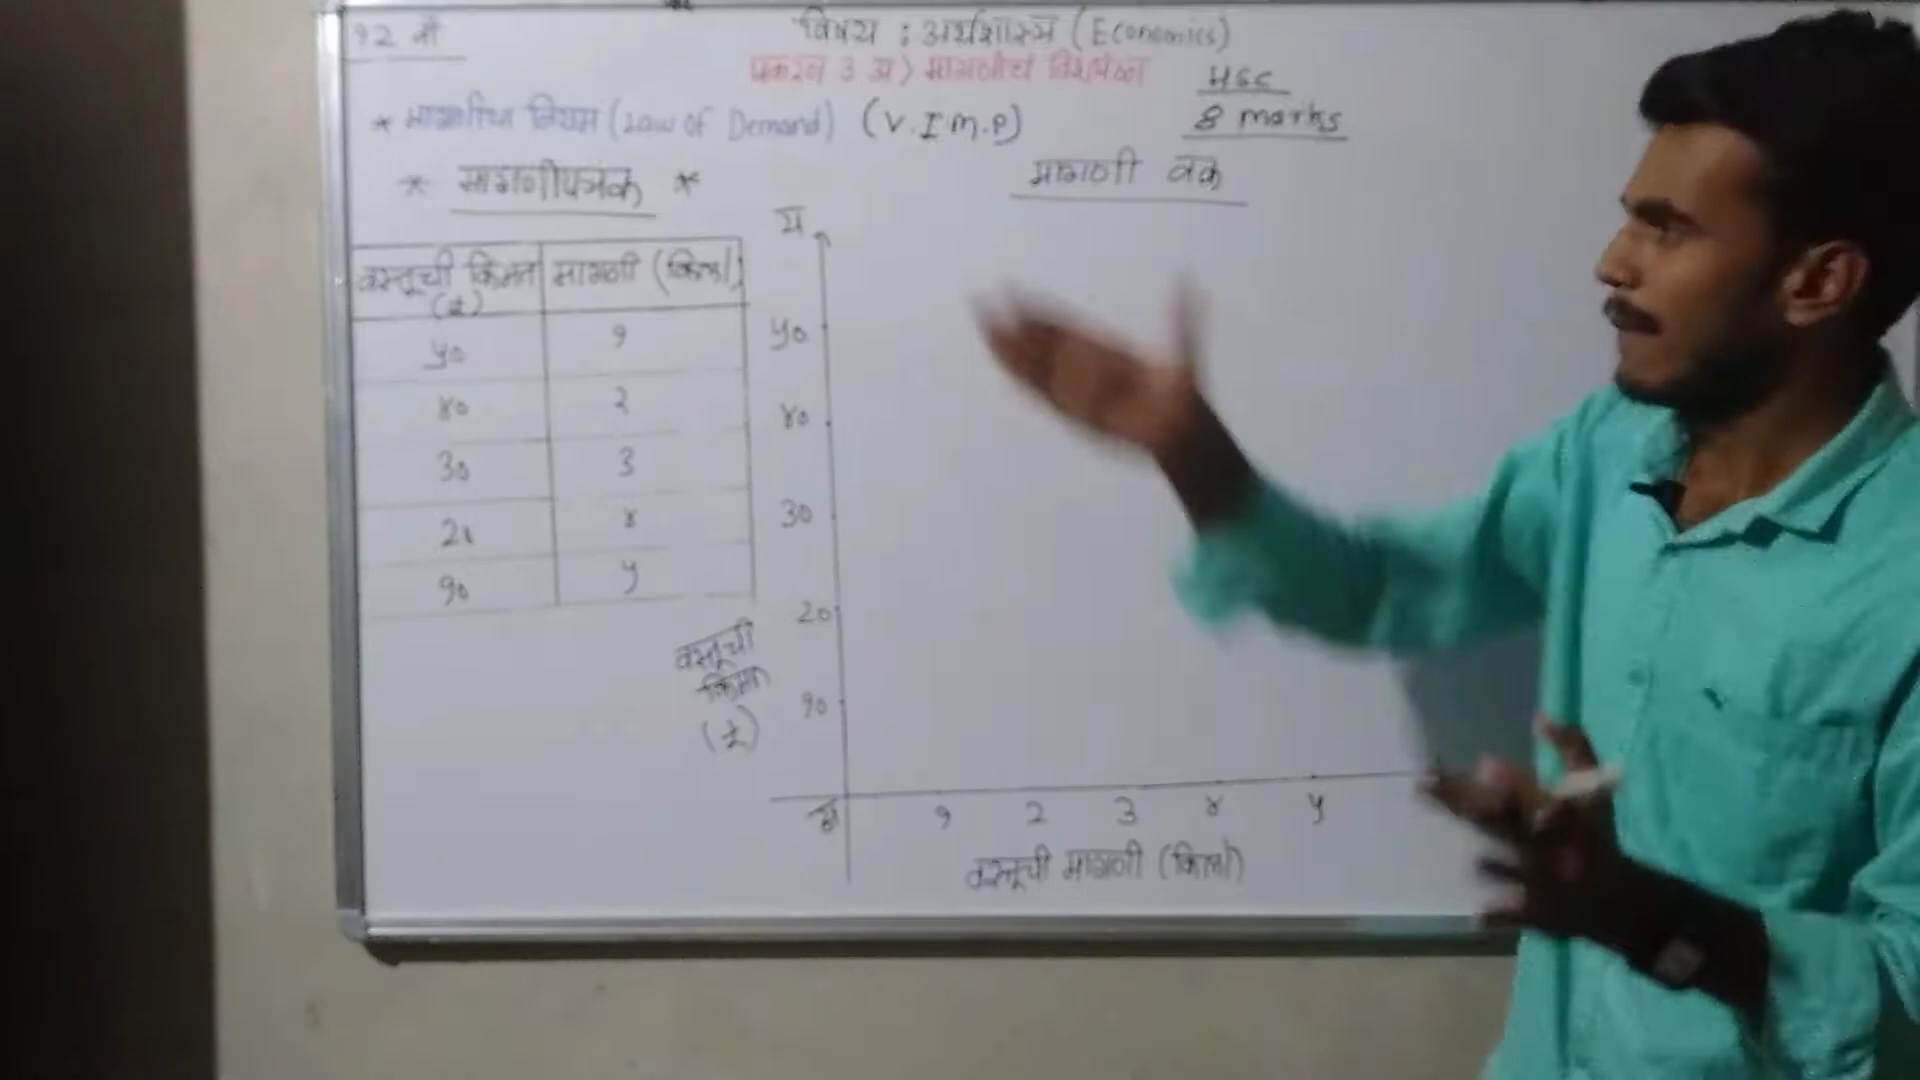 १२ वी
विषय : अर्थशास्त्र (Economics)
प्रकरण 3 अ) मागणीचे विश्लेषण
HSC
8 marks
* मागणीचा नियम (Law of Demand) (V.I.M.P)
* मागणीपत्रक *
मागणी वक्र
वस्तूची किंमत (₹) मागणी (किलो)
५० १
४० २
३० ३
२० ४
१० ५
य
५०
४०
३०
२०
१०
वस्तूची
किंमत
(₹)
अ १ २ ३ ४ ५
वस्तूची मागणी (किलो)